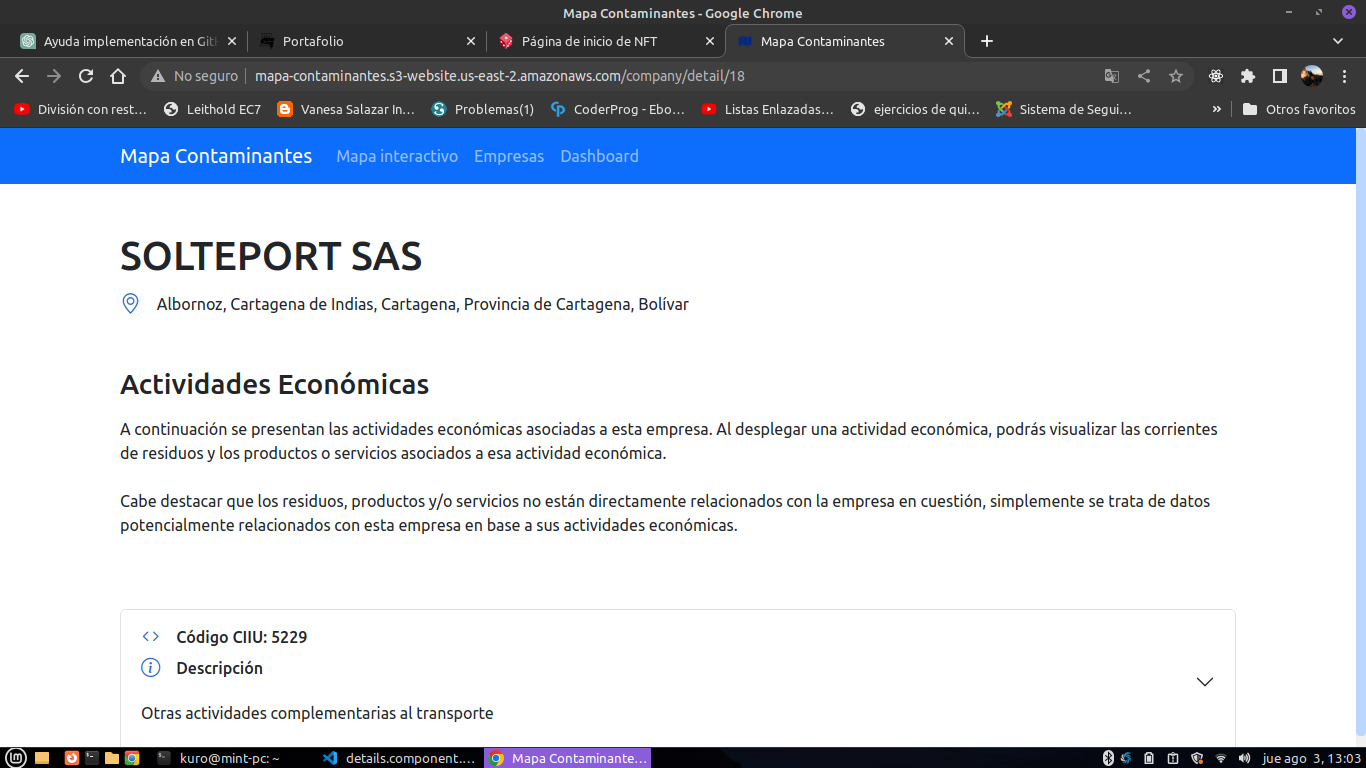 Mapa Contaminantes - Google Chrome
Ayuda implementación en Git
Portafolio
Página de inicio de NFT
Mapa Contaminantes
No seguro
mapa-contaminantes.s3-website.us-east-2.amazonaws.com/company/detail/18
División con rest…
Leithold EC7
Vanesa Salazar In…
Problemas(1)
CoderProg - Ebo…
Listas Enlazadas…
ejercicios de qui…
Sistema de Segui…
»
Otros favoritos
Mapa Contaminantes
Mapa interactivo
Empresas
Dashboard
SOLTEPORT SAS
Albornoz, Cartagena de Indias, Cartagena, Provincia de Cartagena, Bolívar
Actividades Económicas
A continuación se presentan las actividades económicas asociadas a esta empresa. Al desplegar una actividad económica, podrás visualizar las corrientes
de residuos y los productos o servicios asociados a esa actividad económica.
Cabe destacar que los residuos, productos y/o servicios no están directamente relacionados con la empresa en cuestión, simplemente se trata de datos
potencialmente relacionados con esta empresa en base a sus actividades económicas.
Código CIIU: 5229
Descripción
Otras actividades complementarias al transporte
kuro@mint-pc: ~
details.component.…
Mapa Contaminante…
jue ago 3, 13:03